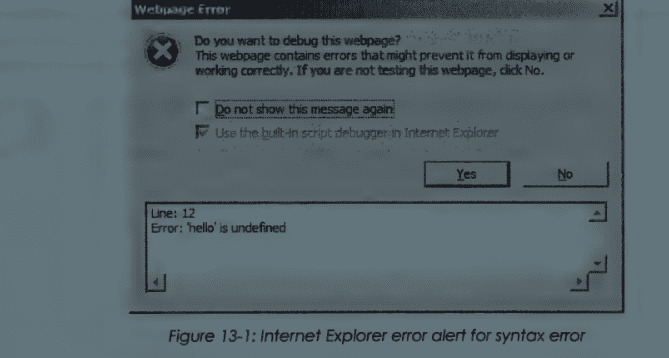 Webpage Error
Do you want to debug this webpage?
This webpage contains errors that might prevent it from displaying or
working correctly. If you are not testing this webpage, click No.
Do not show this message again
Use the built-in script debugger in Internet Explorer
Yes No
Line: 12
Error: 'hello' is undefined
Figure 13-1: Internet Explorer error alert for syntax error